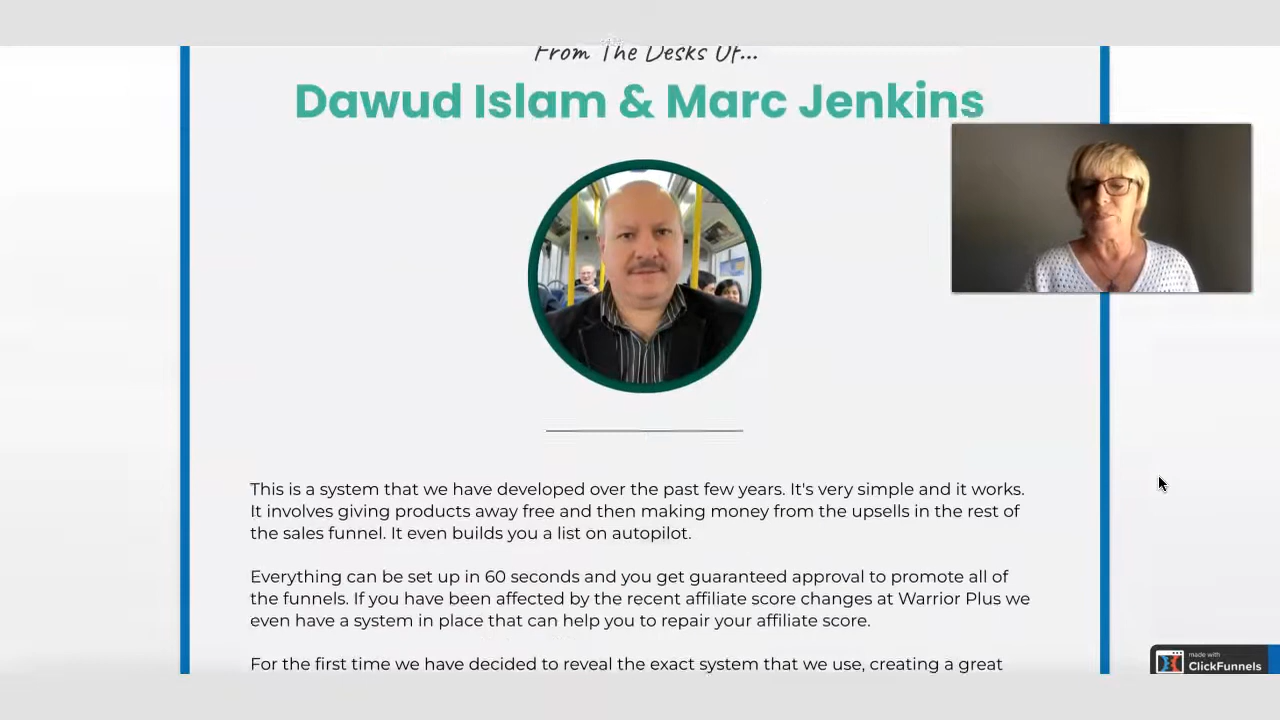 From The Desks Of...
Dawud Islam & Marc Jenkins
This is a system that we have developed over the past few years. It's very simple and it works.
It involves giving products away free and then making money from the upsells in the rest of
the sales funnel. It even builds you a list on autopilot.
Everything can be set up in 60 seconds and you get guaranteed approval to promote all of
the funnels. If you have been affected by the recent affiliate score changes at Warrior Plus we
even have a system in place that can help you to repair your affiliate score.
For the first time we have decided to reveal the exact system that we use, creating a great
made with
ClickFunnels